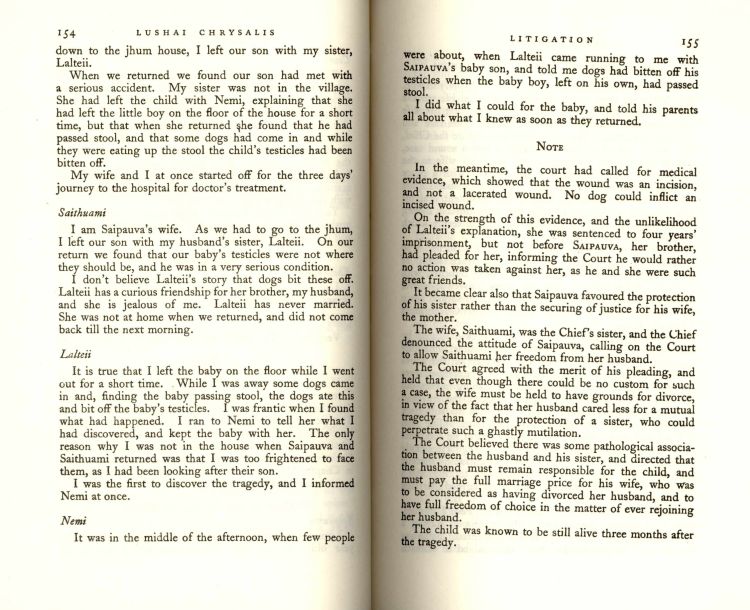 154 LUSHAI CHRYSALIS
down to the jhum house, I left our son with my sister,
Lalteii.
When we returned we found our son had met with
a serious accident. My sister was not in the village.
She had left the child with Nemi, explaining that she
had left the little boy on the floor of the house for a short
time, but that when she returned she found that he had
passed stool, and that some dogs had come in and while
they were eating up the stool the child's testicles had been
bitten off.
My wife and I at once started off for the three days'
journey to the hospital for doctor's treatment.
Saithuami
I am Saipauva's wife. As we had to go to the jhum,
I left our son with my husband's sister, Lalteii. On our
return we found that our baby's testicles were not where
they should be, and he was in a very serious condition.
I don't believe Lalteii's story that dogs bit these off.
Lalteii has a curious friendship for her brother, my husband,
and she is jealous of me. Lalteii has never married.
She was not at home when we returned, and did not come
back till the next morning.
Lalteii
It is true that I left the baby on the floor while I went
out for a short time. While I was away some dogs came
in and, finding the baby passing stool, the dogs ate this
and bit off the baby's testicles. I was frantic when I found
what had happened. I ran to Nemi to tell her what I
had discovered, and kept the baby with her. The only
reason why I was not in the house when Saipauva and
Saithuami returned was that I was too frightened to face
them, as I had been looking after their son.
I was the first to discover the tragedy, and I informed
Nemi at once.
Nemi
It was in the middle of the afternoon, when few people
LITIGATION 155
were about, when Lalteii came running to me with
SAIPAUVA's baby son, and told me dogs had bitten off his
testicles when the baby boy, left on his own, had passed
stool.
I did what I could for the baby, and told his parents
all about what I knew as soon as they returned.
NOTE
In the meantime, the court had called for medical
evidence, which showed that the wound was an incision,
and not a lacerated wound. No dog could inflict an
incised wound.
On the strength of this evidence, and the unlikelihood
of Lalteii's explanation, she was sentenced to four years'
imprisonment, but not before SAIPAUVA, her brother,
had pleaded for her, informing the Court he would rather
no action was taken against her, as he and she were such
great friends.
It became clear also that Saipauva favoured the protection
of his sister rather than the securing of justice for his wife,
the mother.
The wife, Saithuami, was the Chief's sister, and the Chief
denounced the attitude of Saipauva, calling on the Court
to allow Saithuami her freedom from her husband.
The Court agreed with the merit of his pleading, and
held that even though there could be no custom for such
a case, the wife must be held to have grounds for divorce,
in view of the fact that her husband cared less for a mutual
tragedy than for the protection of a sister, who could
perpetrate such a ghastly mutilation.
The Court believed there was some pathological associa-
tion between the husband and his sister, and directed that
the husband must remain responsible for the child, and
must pay the full marriage price for his wife, who was
to be considered as having divorced her husband, and to
have full freedom of choice in the matter of ever rejoining
her husband.
The child was known to be still alive three months after
the tragedy.